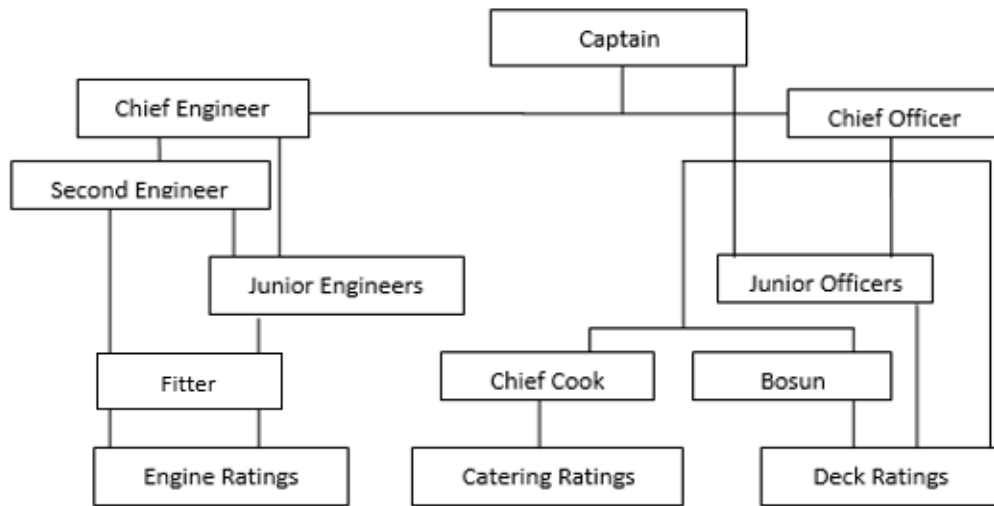 Captain
Chief Engineer
Chief Officer
Second Engineer
Junior Engineers
Junior Officers
Fitter
Chief Cook
Bosun
Engine Ratings
Catering Ratings
Deck Ratings